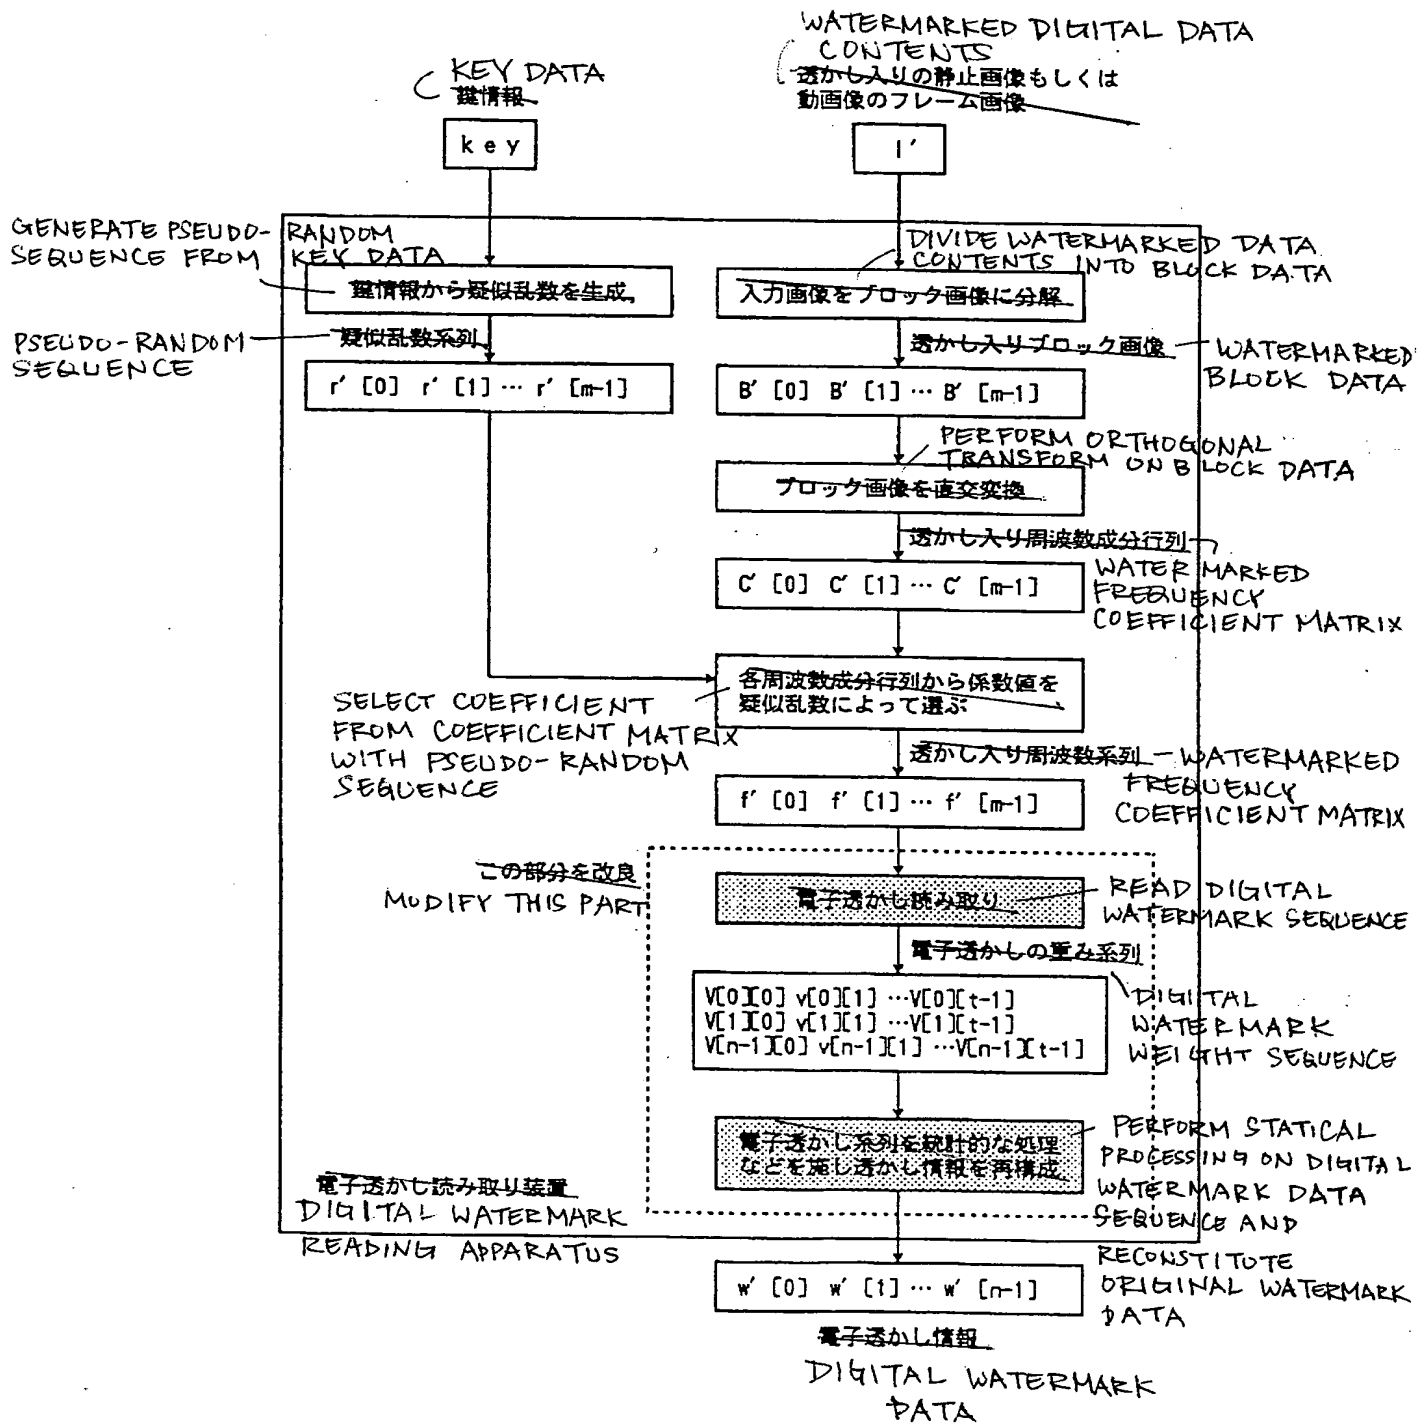 WATERMARKED DIGITAL DATA
CONTENTS
透かし入りの静止画像もしくは
動画像のフレーム画像
KEY DATA
鍵情報
key
I′
GENERATE PSEUDO-RANDOM
SEQUENCE FROM KEY DATA
鍵情報から疑似乱数を生成
DIVIDE WATERMARKED DATA
CONTENTS INTO BLOCK DATA
入力画像をブロック画像に分解
PSEUDO-RANDOM
SEQUENCE
疑似乱数系列
透かし入りブロック画像
WATERMARKED
BLOCK DATA
r′ [0] r′ [1] ··· r′ [m-1]
B′ [0] B′ [1] ··· B′ [m-1]
PERFORM ORTHOGONAL
TRANSFORM ON BLOCK DATA
ブロック画像を直交変換
透かし入り周波数成分行列
WATERMARKED
FREQUENCY
COEFFICIENT MATRIX
C′ [0] C′ [1] ··· C′ [m-1]
各周波数成分行列から係数値を
疑似乱数によって選ぶ
SELECT COEFFICIENT
FROM COEFFICIENT MATRIX
WITH PSEUDO-RANDOM
SEQUENCE
透かし入り周波数系列
WATERMARKED
FREQUENCY
COEFFICIENT MATRIX
f′ [0] f′ [1] ··· f′ [m-1]
この部分を改良
MODIFY THIS PART
電子透かし読み取り
READ DIGITAL
WATERMARK SEQUENCE
電子透かしの重み系列
V[0][0] v[0][1] ···V[0][t-1]
V[1][0] v[1][1] ···V[1][t-1]
V[n-1][0] v[n-1][1] ···V[n-1][t-1]
DIGITAL
WATERMARK
WEIGHT SEQUENCE
電子透かし系列を統計的な処理
などを施し透かし情報を再構成
PERFORM STATICAL
PROCESSING ON DIGITAL
WATERMARK DATA
SEQUENCE AND
RECONSTITOTE
ORIGINAL WATERMARK
DATA
電子透かし読み取り装置
DIGITAL WATERMARK
READING APPARATUS
w′ [0] w′ [1] ··· w′ [n-1]
電子透かし情報
DIGITAL WATERMARK
DATA